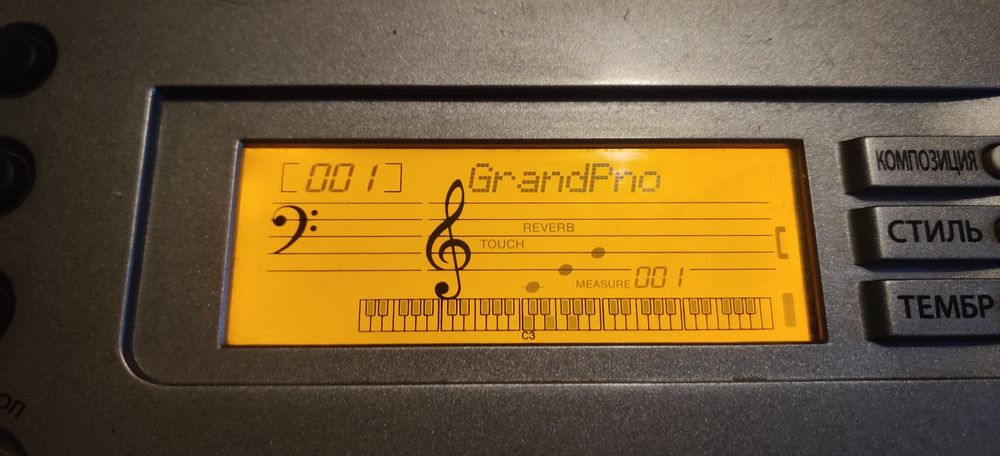 [001] GrandPno
REVERB
TOUCH
MEASURE 001
C3
КОМПОЗИЦИЯ
СТИЛЬ
ТЕМБР